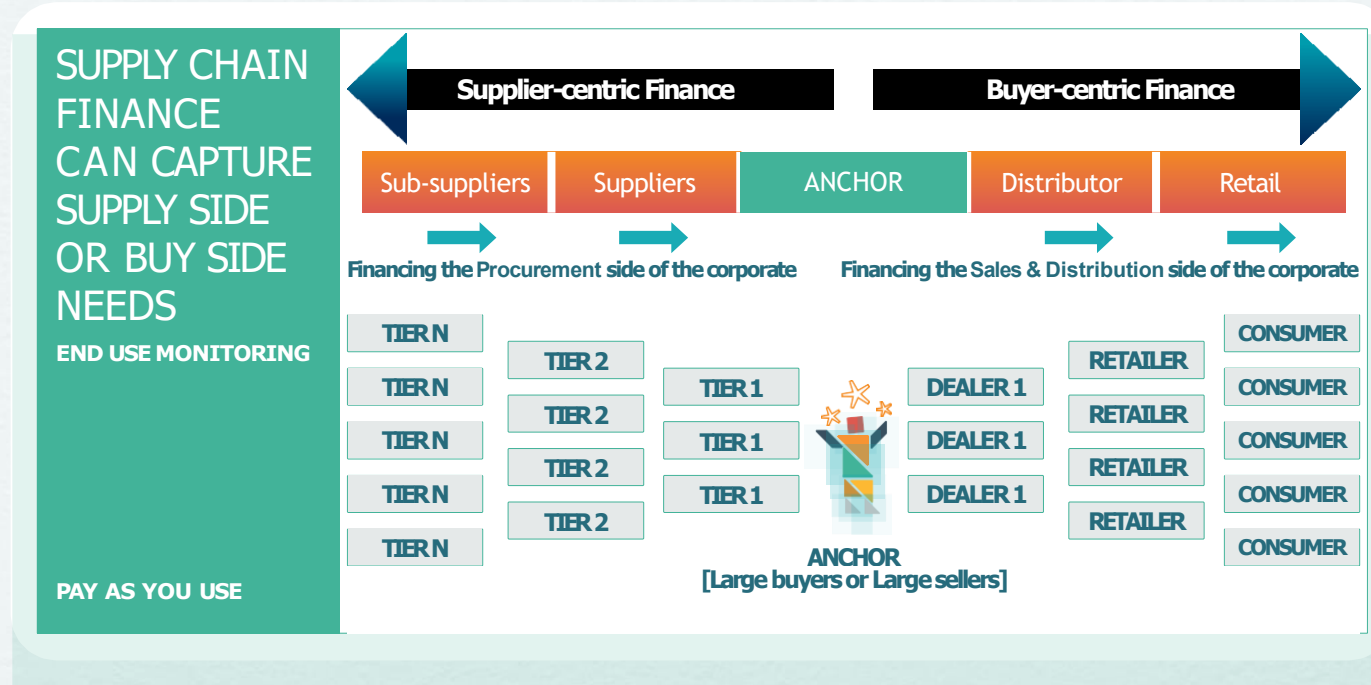 SUPPLY CHAIN
FINANCE
CAN CAPTURE
SUPPLY SIDE
OR BUY SIDE
NEEDS
END USE MONITORING
PAY AS YOU USE
Supplier-centric Finance
Buyer-centric Finance
Sub-suppliers
Suppliers
ANCHOR
Distributor
Retail
Financing the Procurement side of the corporate
Financing the Sales & Distribution side of the corporate
TIER N
TIER N
TIER N
TIER N
TIER N
TIER 2
TIER 2
TIER 2
TIER 2
TIER 1
TIER 1
TIER 1
ANCHOR
[Large buyers or Large sellers]
DEALER 1
DEALER 1
DEALER 1
RETAILER
RETAILER
RETAILER
RETAILER
CONSUMER
CONSUMER
CONSUMER
CONSUMER
CONSUMER